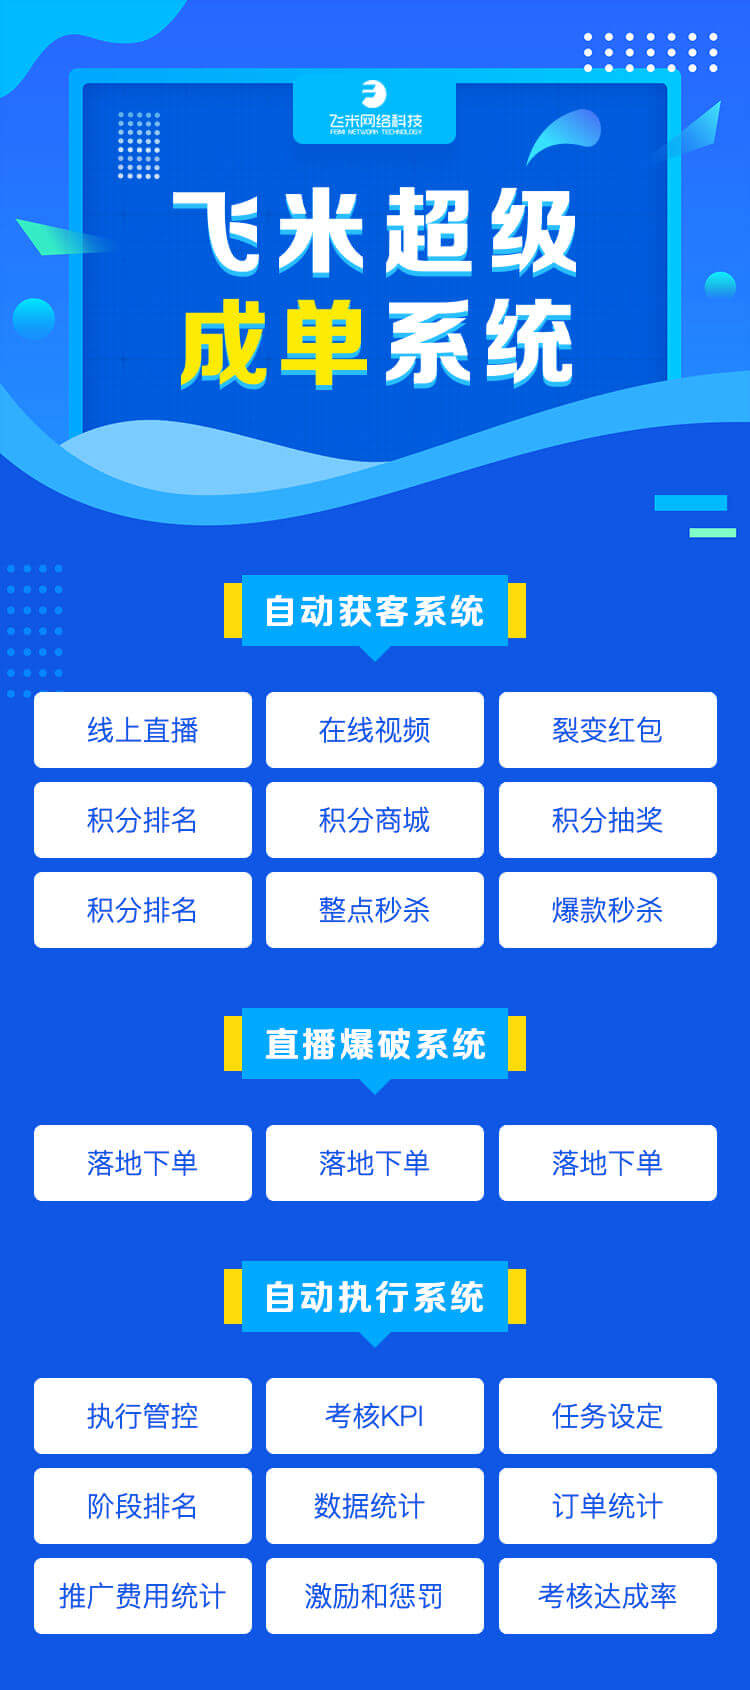 飞米网络科技
FEIMI NETWORK TECHNOLOGY
飞米超级
成单系统
自动获客系统
线上直播 在线视频 裂变红包
积分排名 积分商城 积分抽奖
积分排名 整点秒杀 爆款秒杀
直播爆破系统
落地下单 落地下单 落地下单
自动执行系统
执行管控 考核KPI 任务设定
阶段排名 数据统计 订单统计
推广费用统计 激励和惩罚 考核达成率